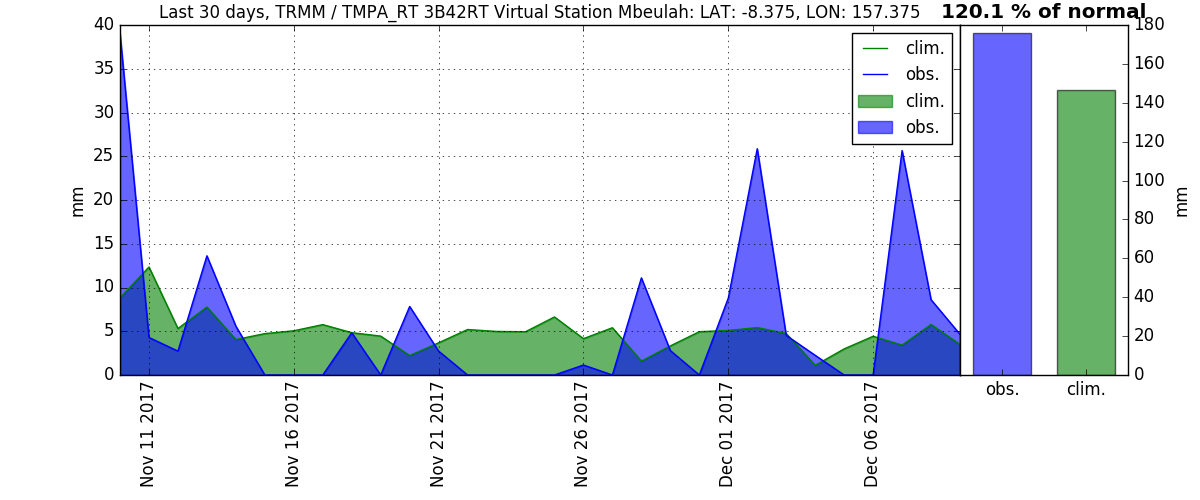 Last 30 days, TRMM / TMPA_RT 3B42RT Virtual Station Mbeulah: LAT: -8.375, LON: 157.375
120.1 % of normal
40
35
30
25
20
15
10
5
0
mm
clim.
obs.
clim.
obs.
180
160
140
120
100
80
60
40
20
0
mm
Nov 11 2017
Nov 16 2017
Nov 21 2017
Nov 26 2017
Dec 01 2017
Dec 06 2017
obs.
clim.